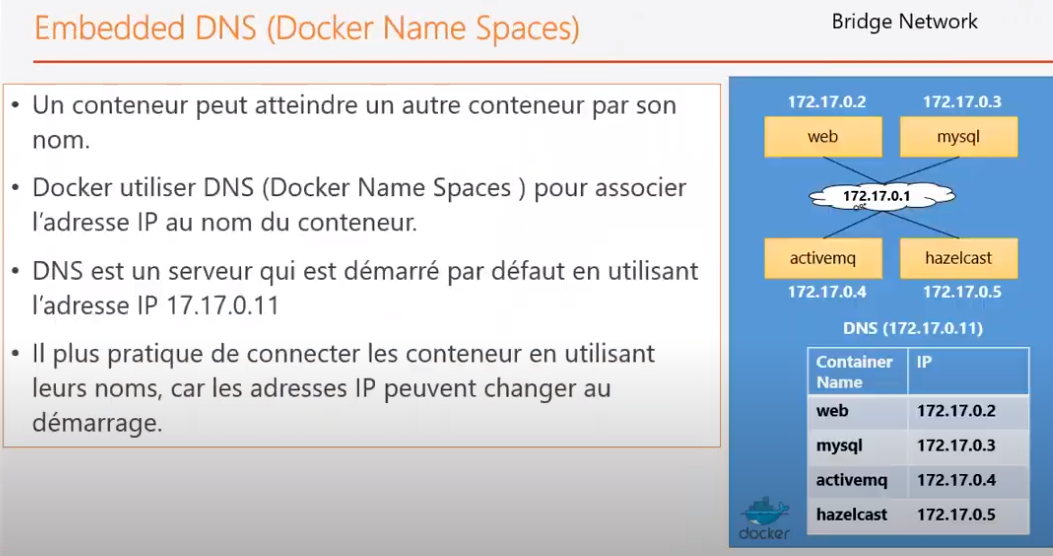 Embedded DNS (Docker Name Spaces)
Bridge Network
• Un conteneur peut atteindre un autre conteneur par son
nom.
• Docker utiliser DNS (Docker Name Spaces ) pour associer
l'adresse IP au nom du conteneur.
• DNS est un serveur qui est démarré par défaut en utilisant
l'adresse IP 17.17.0.11
• Il plus pratique de connecter les conteneur en utilisant
leurs noms, car les adresses IP peuvent changer au
démarrage.
172.17.0.2 172.17.0.3
web mysql
172.17.0.1
activemq hazelcast
172.17.0.4 172.17.0.5
DNS (172.17.0.11)
Container IP
Name
web 172.17.0.2
mysql 172.17.0.3
activemq 172.17.0.4
hazelcast 172.17.0.5
docker